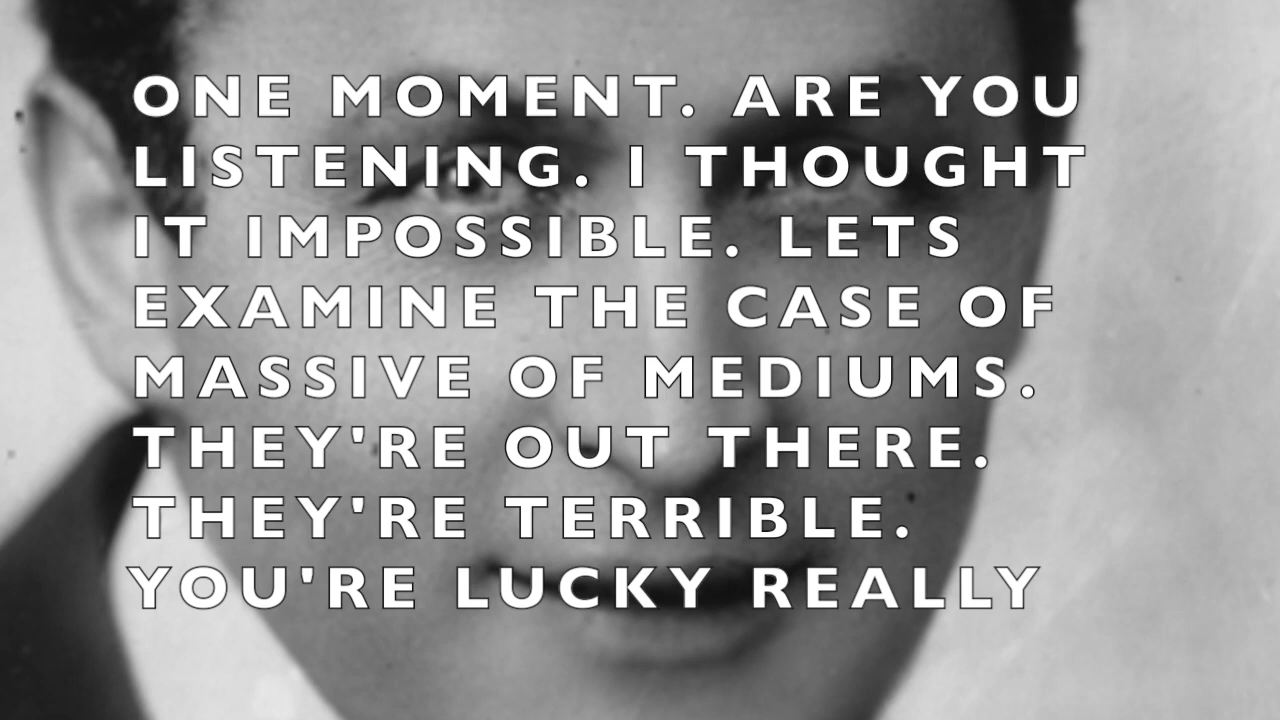 ONE MOMENT. ARE YOU
LISTENING. I THOUGHT
IT IMPOSSIBLE. LETS
EXAMINE THE CASE OF
MASSIVE OF MEDIUMS.
THEY'RE OUT THERE.
THEY'RE TERRIBLE.
YOU'RE LUCKY REALLY